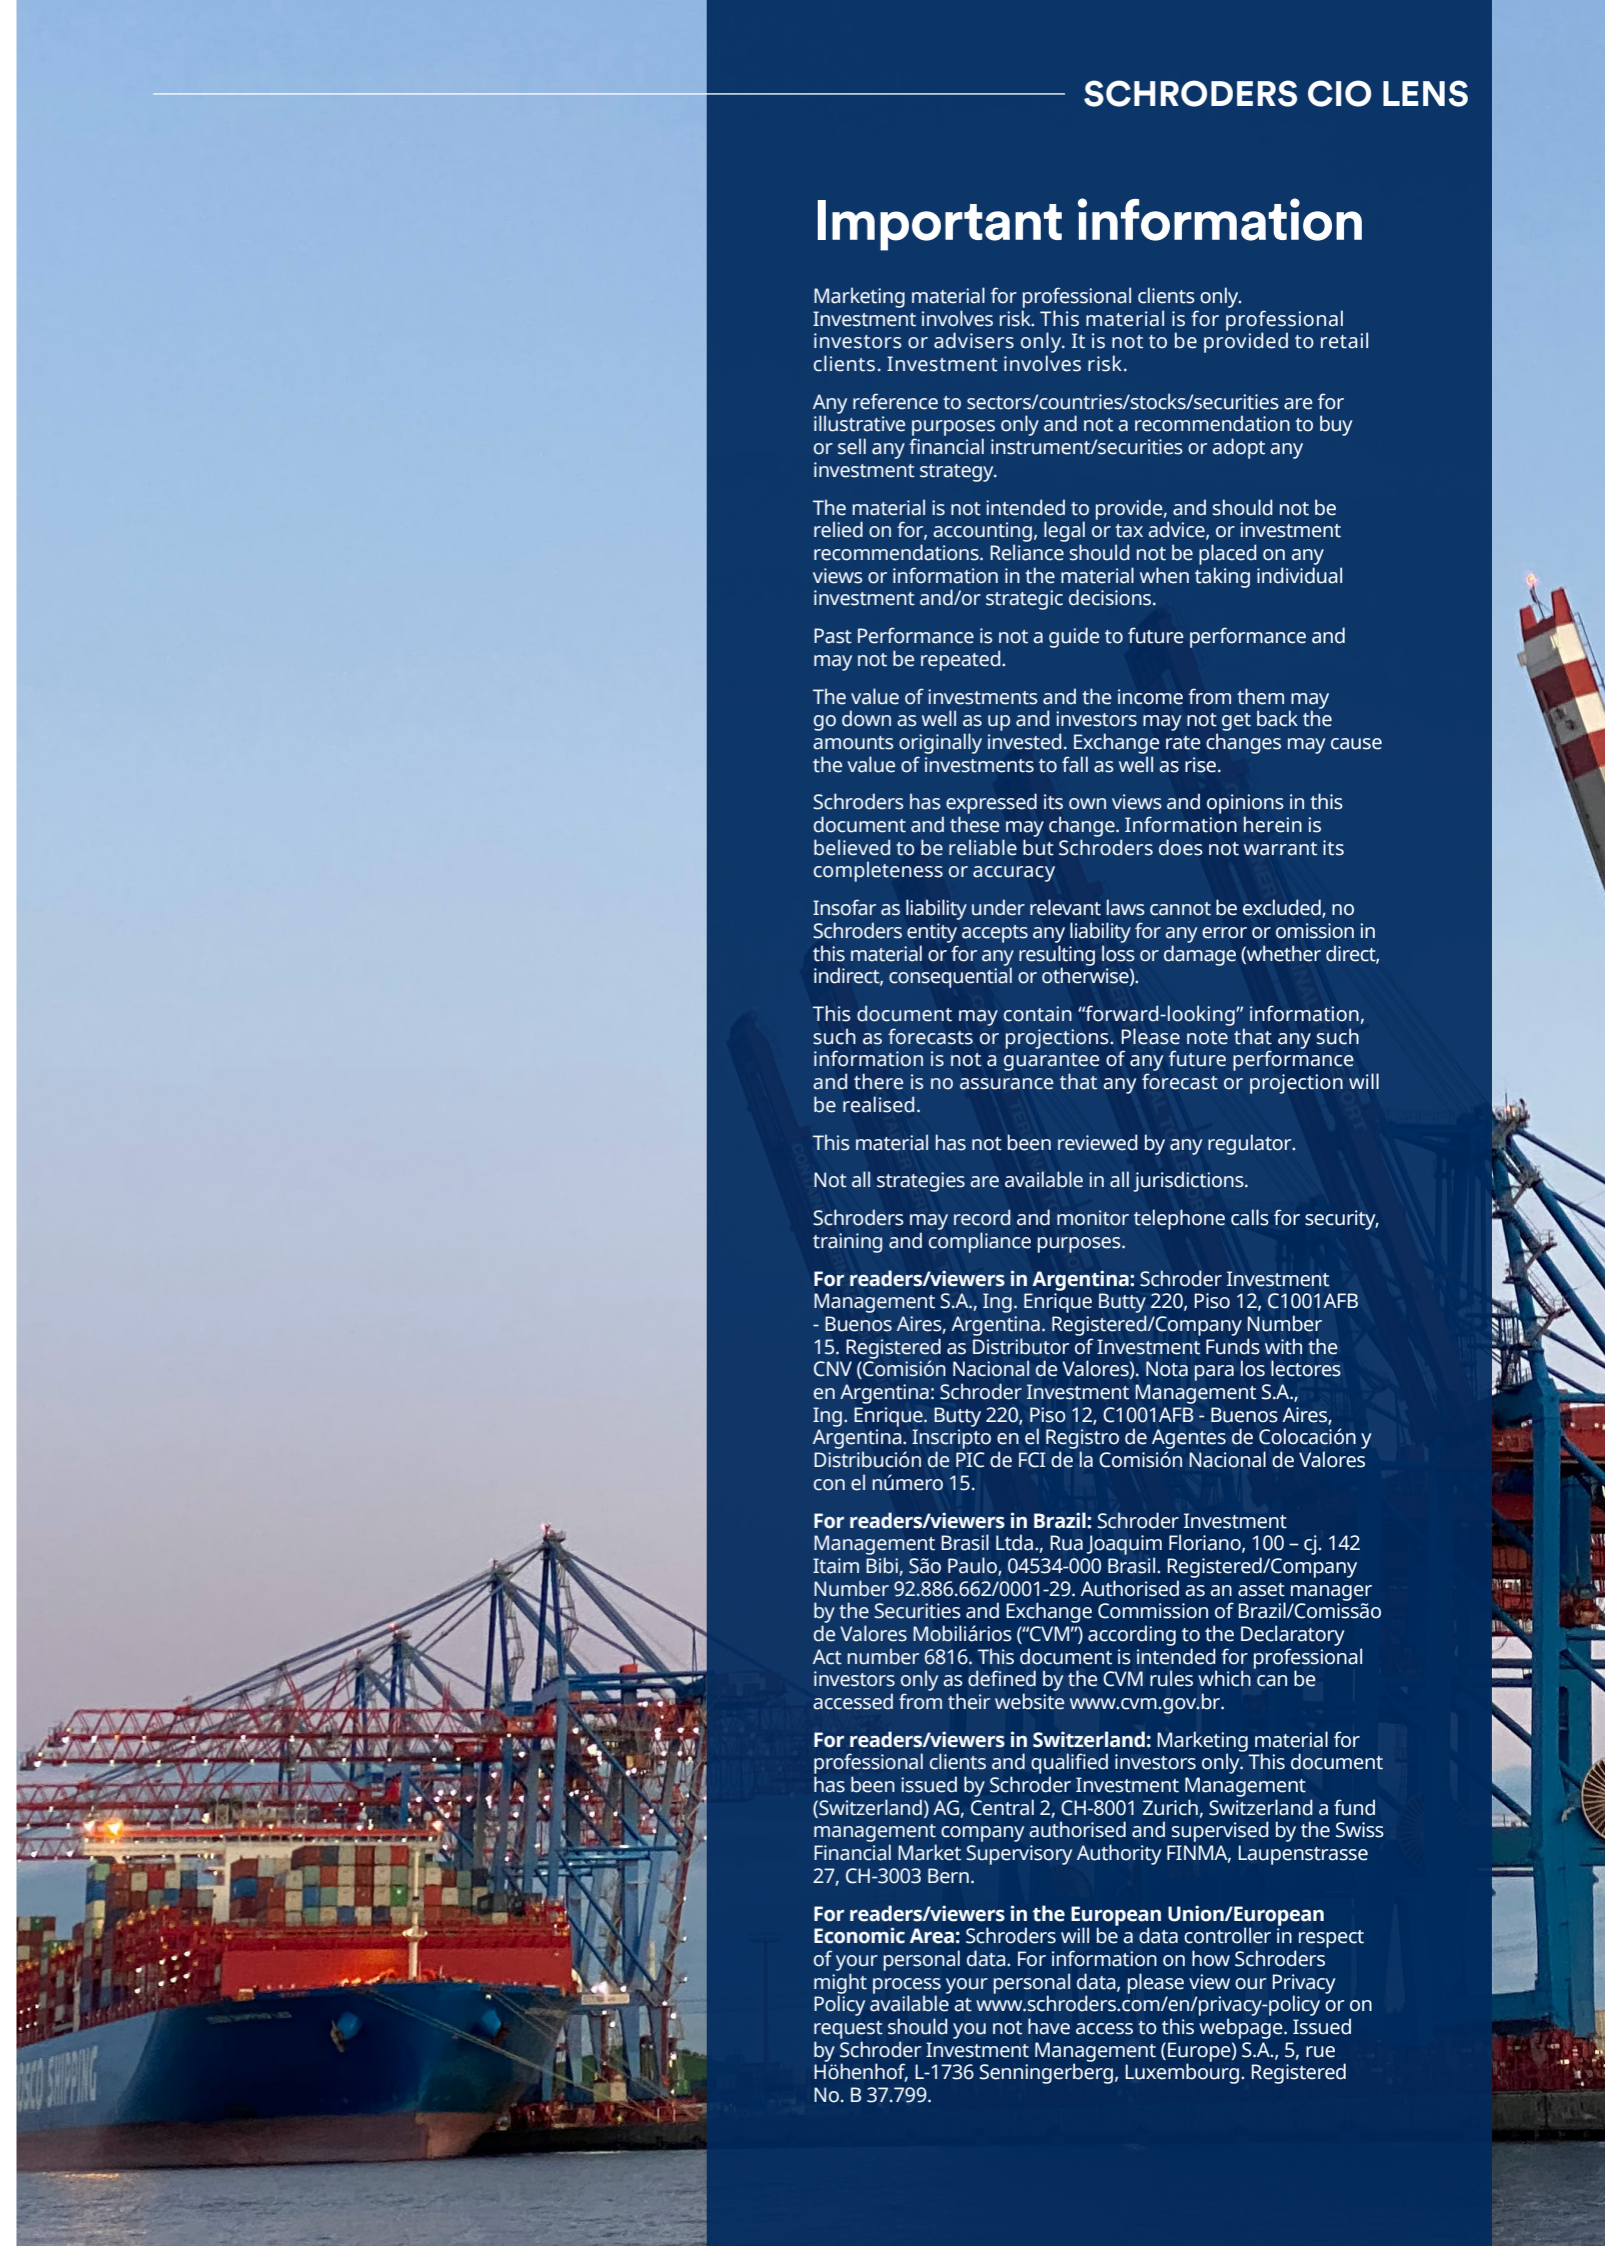 SCHRODERS CIO LENS
Important information
Marketing material for professional clients only.
Investment involves risk. This material is for professional
investors or advisers only. It is not to be provided to retail
clients. Investment involves risk.
Any reference to sectors/countries/stocks/securities are for
illustrative purposes only and not a recommendation to buy
or sell any financial instrument/securities or adopt any
investment strategy.
The material is not intended to provide, and should not be
relied on for, accounting, legal or tax advice, or investment
recommendations. Reliance should not be placed on any
views or information in the material when taking individual
investment and/or strategic decisions.
Past Performance is not a guide to future performance and
may not be repeated.
The value of investments and the income from them may
go down as well as up and investors may not get back the
amounts originally invested. Exchange rate changes may cause
the value of investments to fall as well as rise.
Schroders has expressed its own views and opinions in this
document and these may change. Information herein is
believed to be reliable but Schroders does not warrant its
completeness or accuracy
Insofar as liability under relevant laws cannot be excluded, no
Schroders entity accepts any liability for any error or omission in
this material or for any resulting loss or damage (whether direct,
indirect, consequential or otherwise).
This document may contain “forward-looking” information,
such as forecasts or projections. Please note that any such
information is not a guarantee of any future performance
and there is no assurance that any forecast or projection will
be realised.
This material has not been reviewed by any regulator.
Not all strategies are available in all jurisdictions.
Schroders may record and monitor telephone calls for security,
training and compliance purposes.
For readers/viewers in Argentina: Schroder Investment
Management S.A., Ing. Enrique Butty 220, Piso 12, C1001AFB
- Buenos Aires, Argentina. Registered/Company Number
15. Registered as Distributor of Investment Funds with the
CNV (Comisión Nacional de Valores). Nota para los lectores
en Argentina: Schroder Investment Management S.A.,
Ing. Enrique. Butty 220, Piso 12, C1001AFB - Buenos Aires,
Argentina. Inscripto en el Registro de Agentes de Colocación y
Distribución de PIC de FCI de la Comisión Nacional de Valores
con el número 15.
For readers/viewers in Brazil: Schroder Investment
Management Brasil Ltda., Rua Joaquim Floriano, 100 – cj. 142
Itaim Bibi, São Paulo, 04534-000 Brasil. Registered/Company
Number 92.886.662/0001-29. Authorised as an asset manager
by the Securities and Exchange Commission of Brazil/Comissão
de Valores Mobiliários (“CVM”) according to the Declaratory
Act number 6816. This document is intended for professional
investors only as defined by the CVM rules which can be
accessed from their website www.cvm.gov.br.
For readers/viewers in Switzerland: Marketing material for
professional clients and qualified investors only. This document
has been issued by Schroder Investment Management
(Switzerland) AG, Central 2, CH-8001 Zurich, Switzerland a fund
management company authorised and supervised by the Swiss
Financial Market Supervisory Authority FINMA, Laupenstrasse
27, CH-3003 Bern.
For readers/viewers in the European Union/European
Economic Area: Schroders will be a data controller in respect
of your personal data. For information on how Schroders
might process your personal data, please view our Privacy
Policy available at www.schroders.com/en/privacy-policy or on
request should you not have access to this webpage. Issued
by Schroder Investment Management (Europe) S.A., 5, rue
Höhenhof, L-1736 Senningerberg, Luxembourg. Registered
No. B 37.799.
SHIPPING